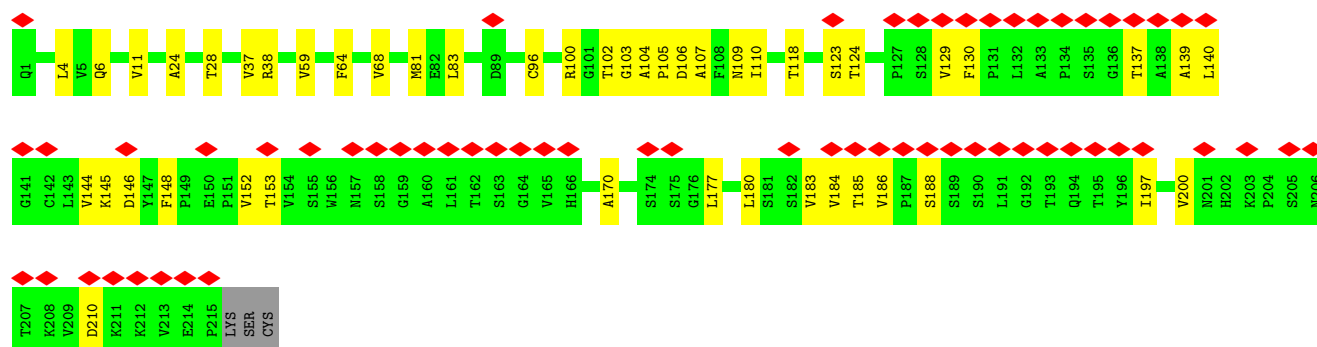 Q1 L4 V5 Q6 V11 A24 T28 V37 R38 V59 F64 V68 M81 E82 L83 D89 C96 R100 G101 T102 G103 A104 P105 D106 A107 F108 N109 I110 T118 S123 T124 P127 S128 V129 F130 P131 L132 A133 P134 S135 G136 T137 A138 A139 L140
G141 C142 L143 V144 K145 D146 Y147 F148 P149 E150 P151 V152 T153 V154 S155 W156 N157 S158 G159 A160 L161 T162 S163 G164 V165 H166 A170 S174 S175 G176 L177 L180 S181 S182 V183 V184 T185 V186 P187 S188 S189 S190 L191 G192 T193 Q194 T195 Y196 I197 V200 N201 H202 K203 P204 S205 N206
T207 K208 V209 D210 K211 K212 V213 E214 P215 LYS SER CYS